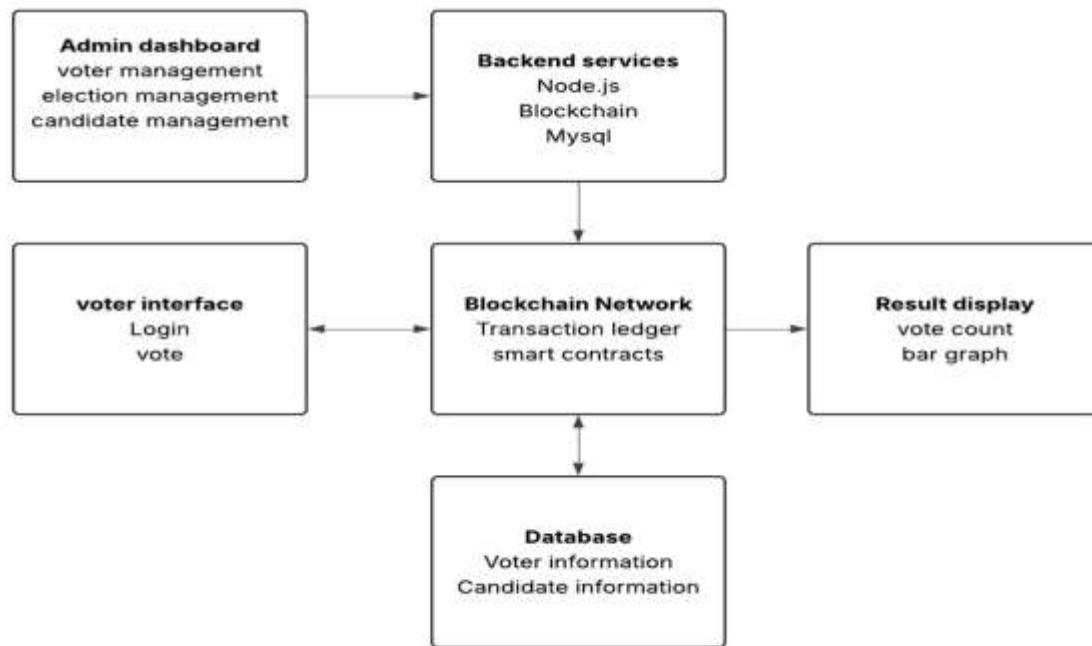 Admin dashboard
voter management
election management
candidate management
Backend services
Node.js
Blockchain
Mysql
voter interface
Login
vote
Blockchain Network
Transaction ledger
smart contracts
Result display
vote count
bar graph
Database
Voter information
Candidate information